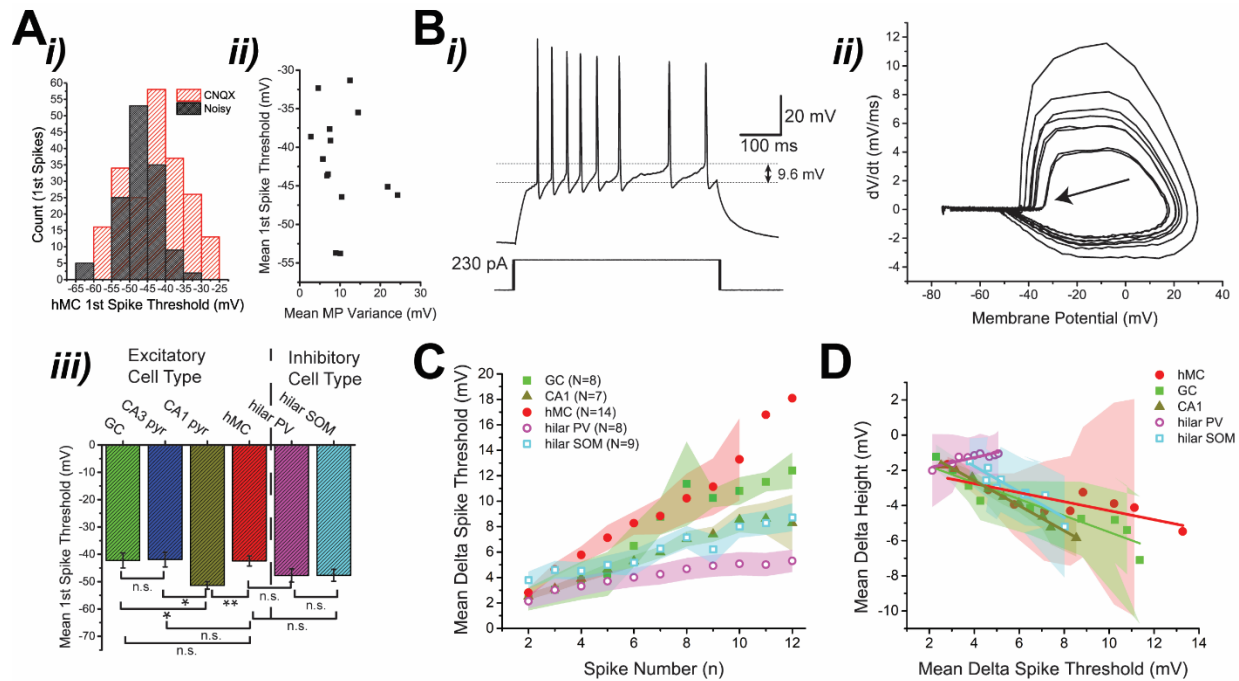 A
i)
CNQX
Noisy
Count (1st Spikes)
60
55
50
45
40
35
30
25
20
15
10
5
0
-65 -60 -55 -50 -45 -40 -35 -30 -25
hMC 1st Spike Threshold (mV)
ii)
Mean 1st Spike Threshold (mV)
-30
-35
-40
-45
-50
-55
0 10 20 30
Mean MP Variance (mV)
B
i)
20 mV
100 ms
9.6 mV
230 pA
ii)
dV/dt (mV/ms)
12
10
8
6
4
2
0
-2
-4
-80 -60 -40 -20 0 20 40
Membrane Potential (mV)
iii)
Excitatory
Cell Type
Inhibitory
Cell Type
GC
CA3 pyr
CA1 pyr
hMC
hilar PV
hilar SOM
Mean 1st Spike Threshold (mV)
0
-10
-20
-30
-40
-50
-60
-70
n.s.
*
**
n.s.
n.s.
*
n.s.
n.s.
n.s.
C
Mean Delta Spike Threshold (mV)
20
18
16
14
12
10
8
6
4
2
0
GC (N=8)
CA1 (N=7)
hMC (N=14)
hilar PV (N=8)
hilar SOM (N=9)
2 4 6 8 10 12
Spike Number (n)
D
Mean Delta Height (mV)
2
0
-2
-4
-6
-8
-10
hMC
GC
CA1
hilar PV
hilar SOM
2 4 6 8 10 12 14
Mean Delta Spike Threshold (mV)